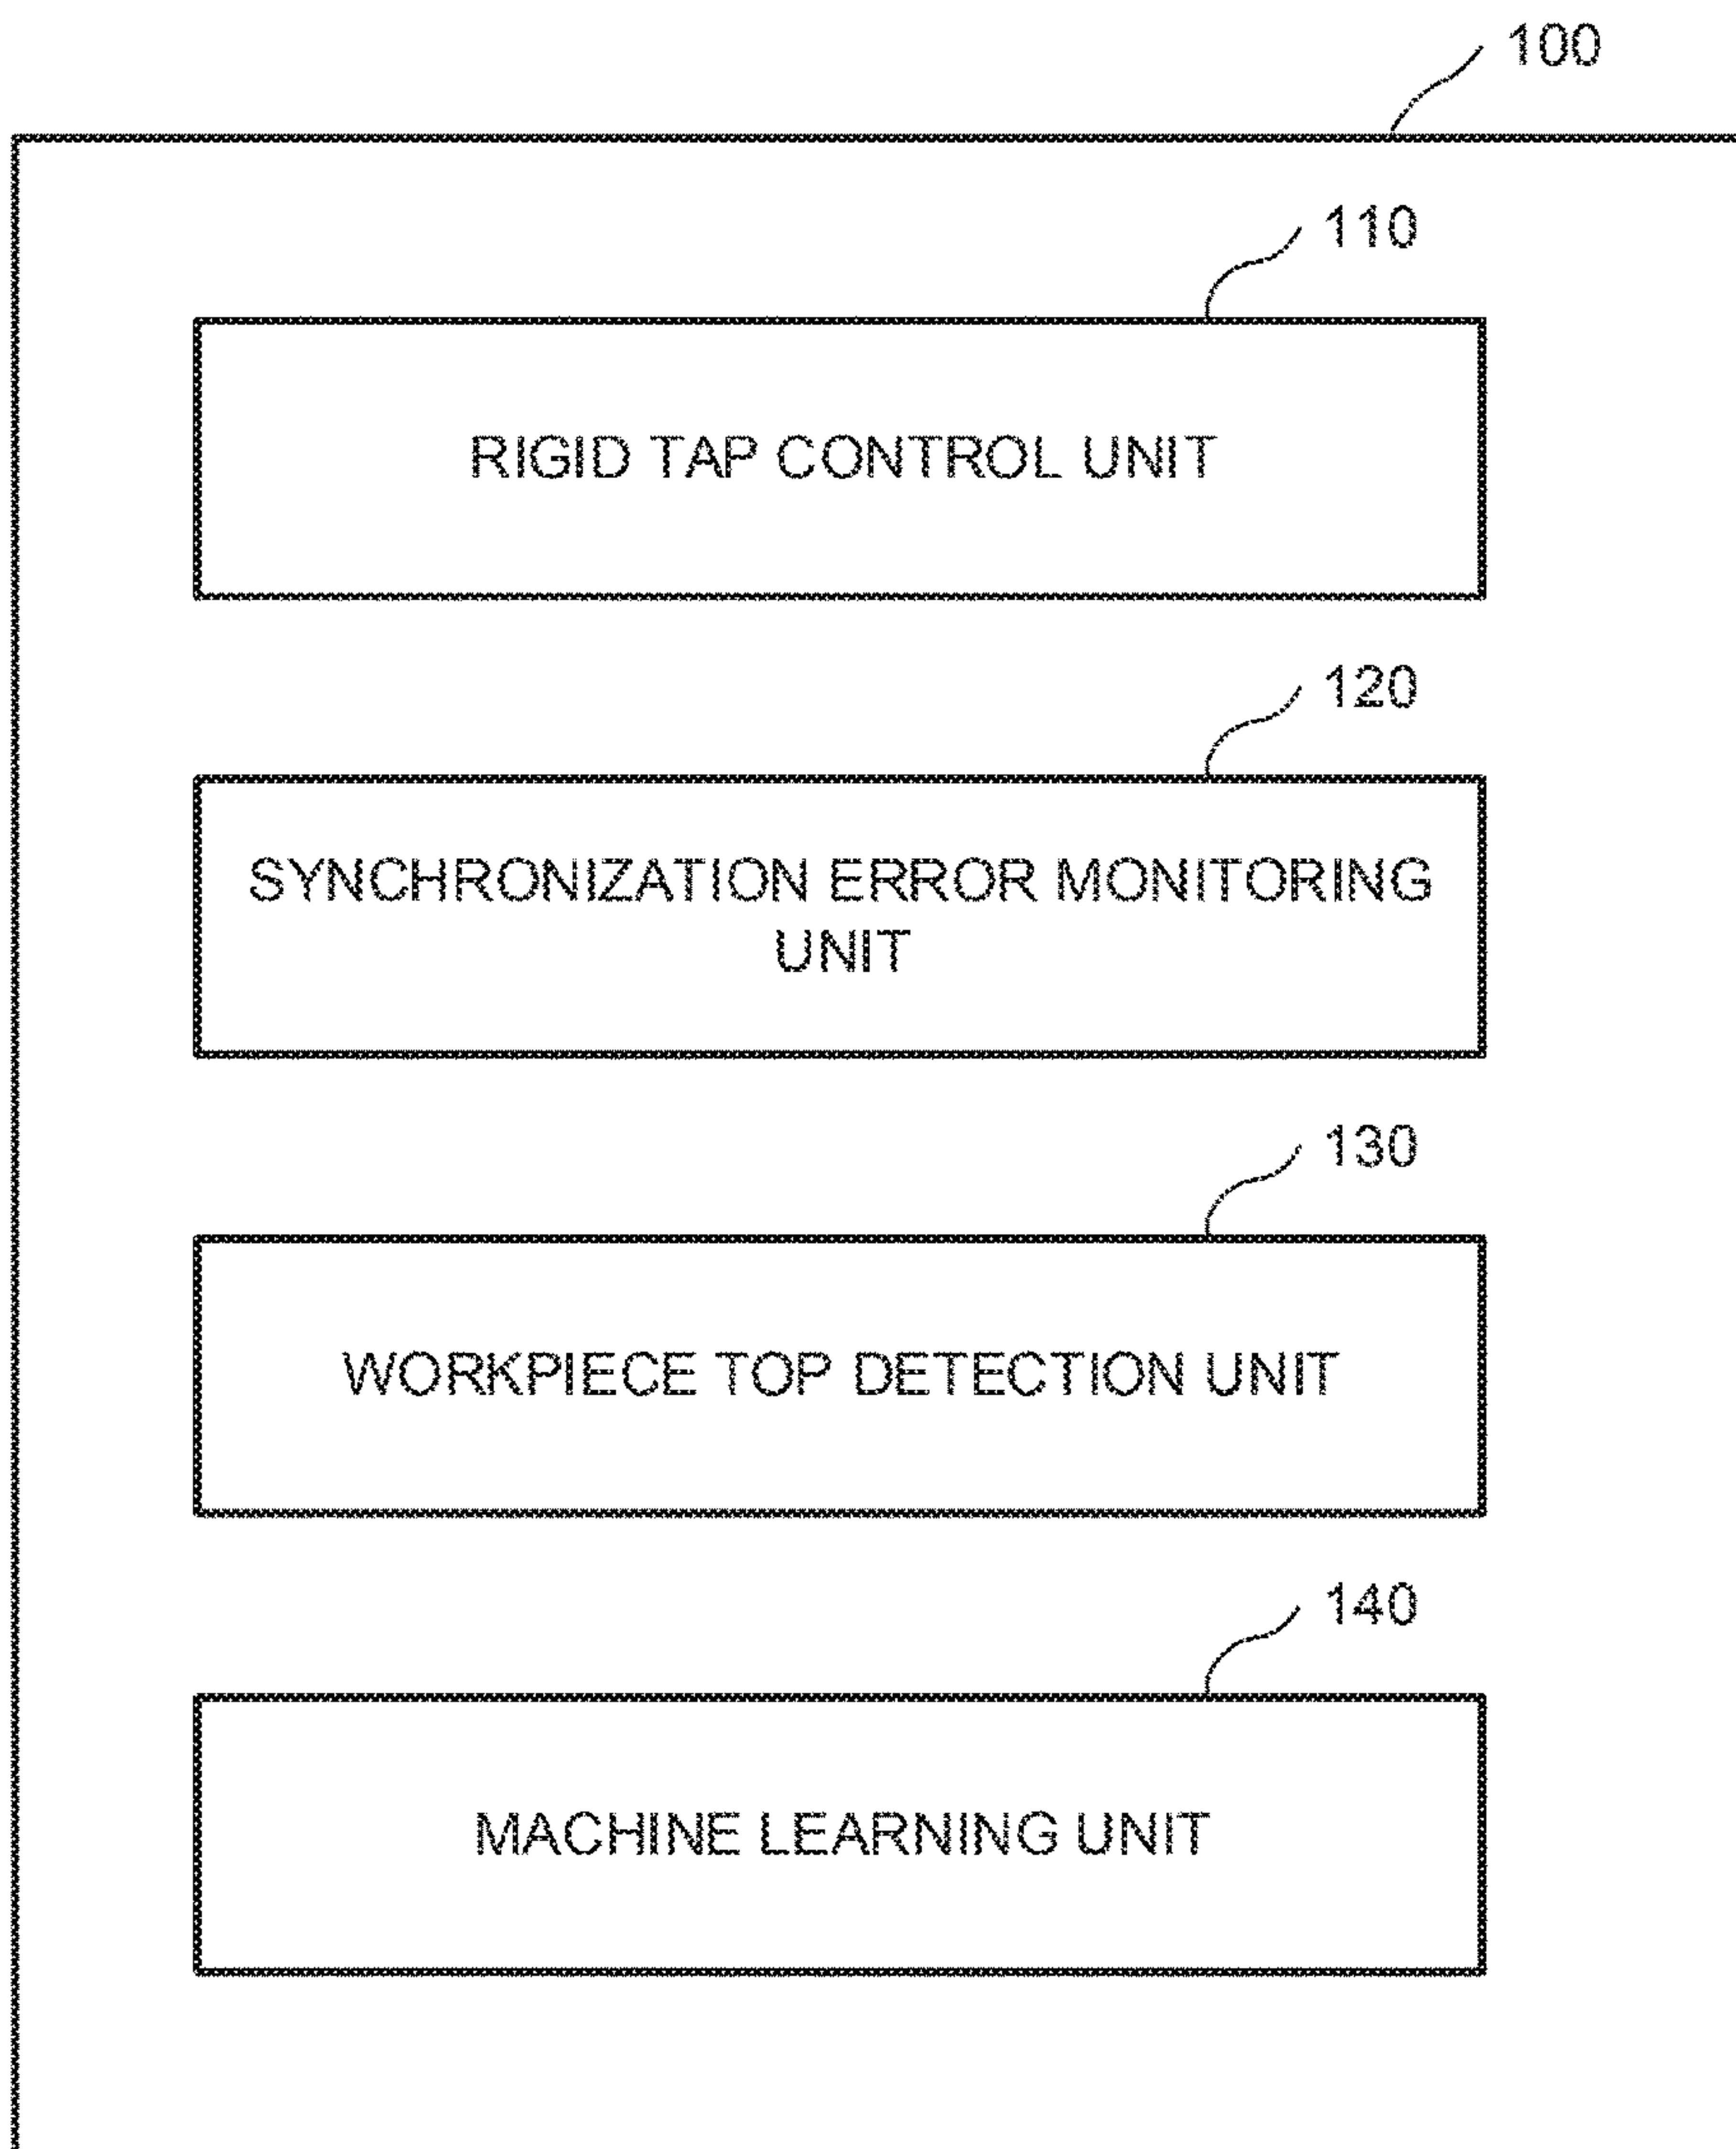 100
110
RIGID TAP CONTROL UNIT
120
SYNCHRONIZATION ERROR MONITORING
UNIT
130
WORKPIECE TOP DETECTION UNIT
140
MACHINE LEARNING UNIT